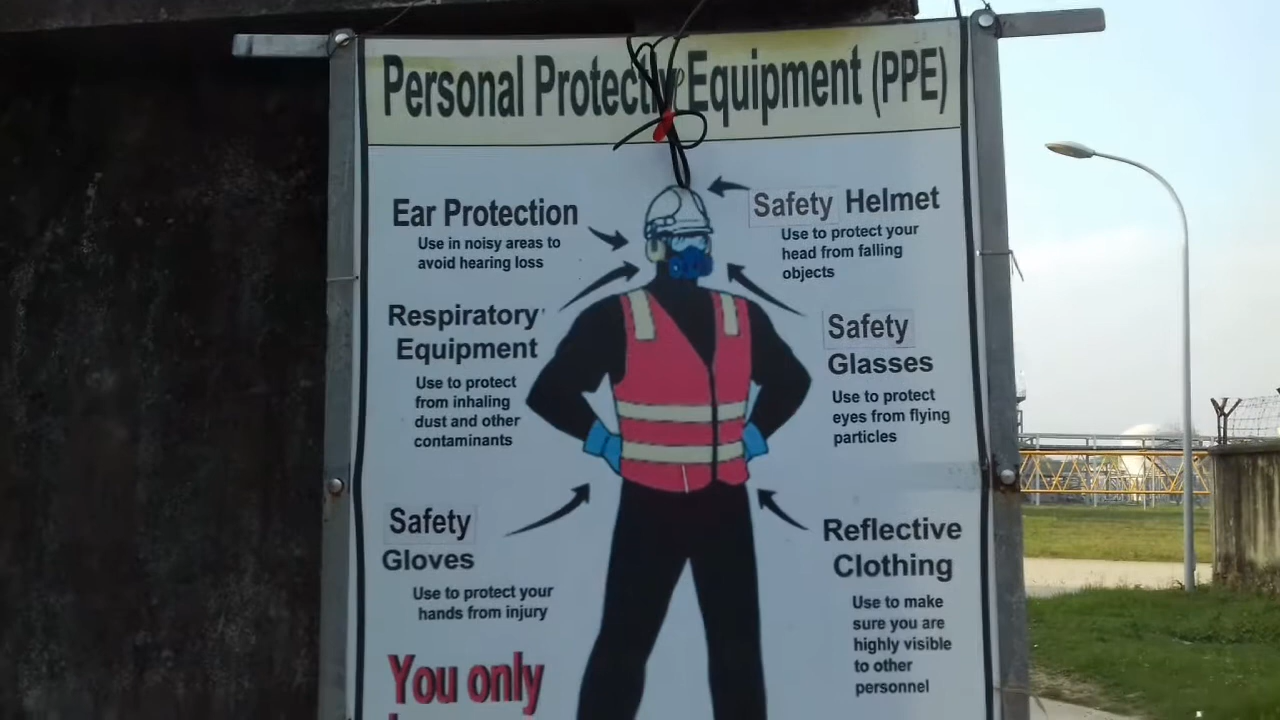 Personal Protectly Equipment (PPE)
Ear Protection
Use in noisy areas to
avoid hearing loss
Respiratory
Equipment
Use to protect
from inhaling
dust and other
contaminants
Safety
Gloves
Use to protect your
hands from injury
You only
Safety Helmet
Use to protect your
head from falling
objects
Safety
Glasses
Use to protect
eyes from flying
particles
Reflective
Clothing
Use to make
sure you are
highly visible
to other
personnel